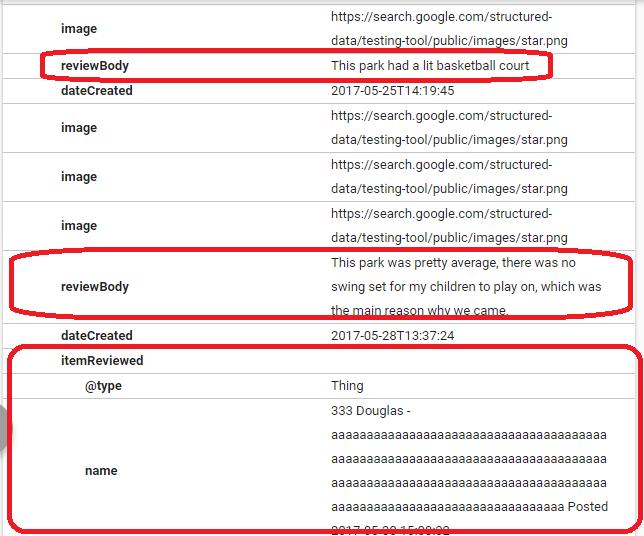 image
https://search.google.com/structured-
data/testing-tool/public/images/star.png
reviewBody This park had a lit basketball court
dateCreated 2017-05-25T14:19:45
image
https://search.google.com/structured-
data/testing-tool/public/images/star.png
image
https://search.google.com/structured-
data/testing-tool/public/images/star.png
image
https://search.google.com/structured-
data/testing-tool/public/images/star.png
reviewBody
This park was pretty average, there was no
swing set for my children to play on, which was
the main reason why we came.
dateCreated 2017-05-28T13:37:24
itemReviewed
@type Thing
name
333 Douglas -
aaaaaaaaaaaaaaaaaaaaaaaaaaaaaaaaaaaaaaa
aaaaaaaaaaaaaaaaaaaaaaaaaaaaaaaaaaaaaaa
aaaaaaaaaaaaaaaaaaaaaaaaaaaaaaaaaaaaaaa
aaaaaaaaaaaaaaaaaaaaaaaaaaaaaaaaa Posted